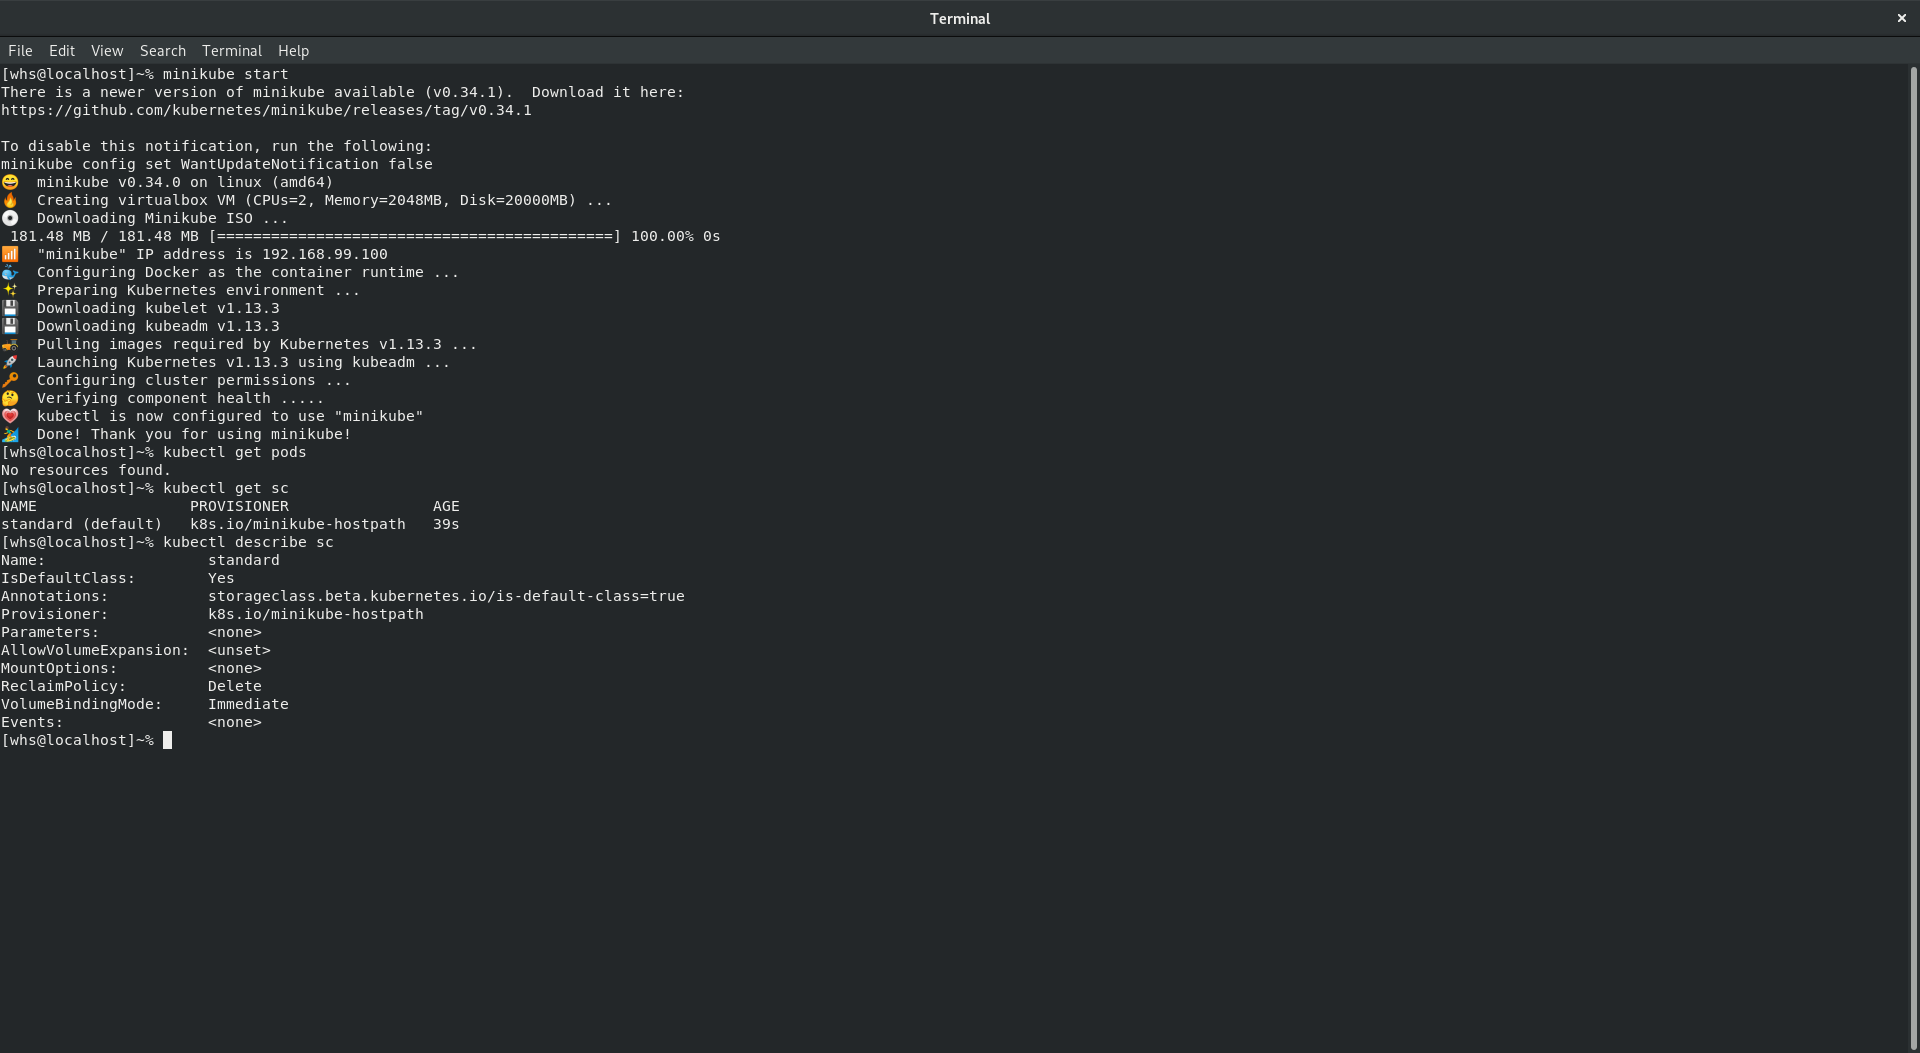 Terminal
File Edit View Search Terminal Help
[whs@localhost]~% minikube start
There is a newer version of minikube available (v0.34.1).  Download it here:
https://github.com/kubernetes/minikube/releases/tag/v0.34.1
To disable this notification, run the following:
minikube config set WantUpdateNotification false
😄  minikube v0.34.0 on linux (amd64)
🔥  Creating virtualbox VM (CPUs=2, Memory=2048MB, Disk=20000MB) ...
💿  Downloading Minikube ISO ...
 181.48 MB / 181.48 MB [============================================] 100.00% 0s
📶  "minikube" IP address is 192.168.99.100
🐳  Configuring Docker as the container runtime ...
✨  Preparing Kubernetes environment ...
💾  Downloading kubelet v1.13.3
💾  Downloading kubeadm v1.13.3
🚜  Pulling images required by Kubernetes v1.13.3 ...
🚀  Launching Kubernetes v1.13.3 using kubeadm ...
🔑  Configuring cluster permissions ...
🤔  Verifying component health .....
💗  kubectl is now configured to use "minikube"
🏄  Done! Thank you for using minikube!
[whs@localhost]~% kubectl get pods
No resources found.
[whs@localhost]~% kubectl get sc
NAME                 PROVISIONER                AGE
standard (default)   k8s.io/minikube-hostpath   39s
[whs@localhost]~% kubectl describe sc
Name:                  standard
IsDefaultClass:        Yes
Annotations:           storageclass.beta.kubernetes.io/is-default-class=true
Provisioner:           k8s.io/minikube-hostpath
Parameters:            <none>
AllowVolumeExpansion:  <unset>
MountOptions:          <none>
ReclaimPolicy:         Delete
VolumeBindingMode:     Immediate
Events:                <none>
[whs@localhost]~%